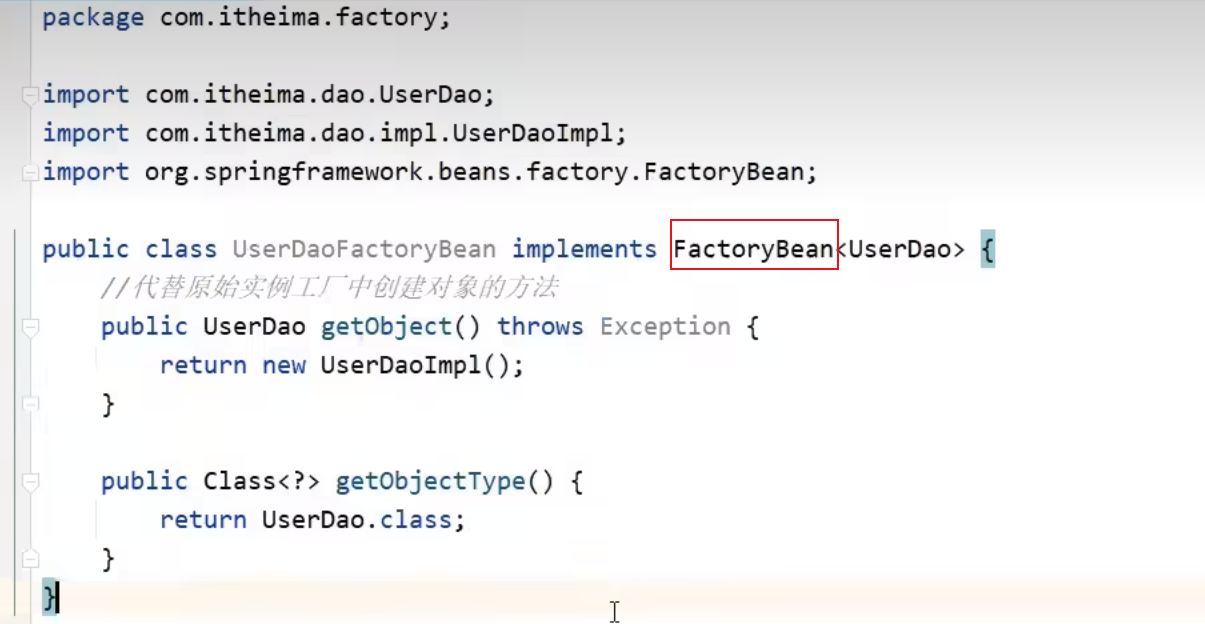 package com.itheima.factory;
import com.itheima.dao.UserDao;
import com.itheima.dao.impl.UserDaoImpl;
import org.springframework.beans.factory.FactoryBean;
public class UserDaoFactoryBean implements FactoryBean<UserDao> {
//代替原始实例工厂中创建对象的方法
public UserDao getObject() throws Exception {
return new UserDaoImpl();
}
public Class<?> getObjectType() {
return UserDao.class;
}
}